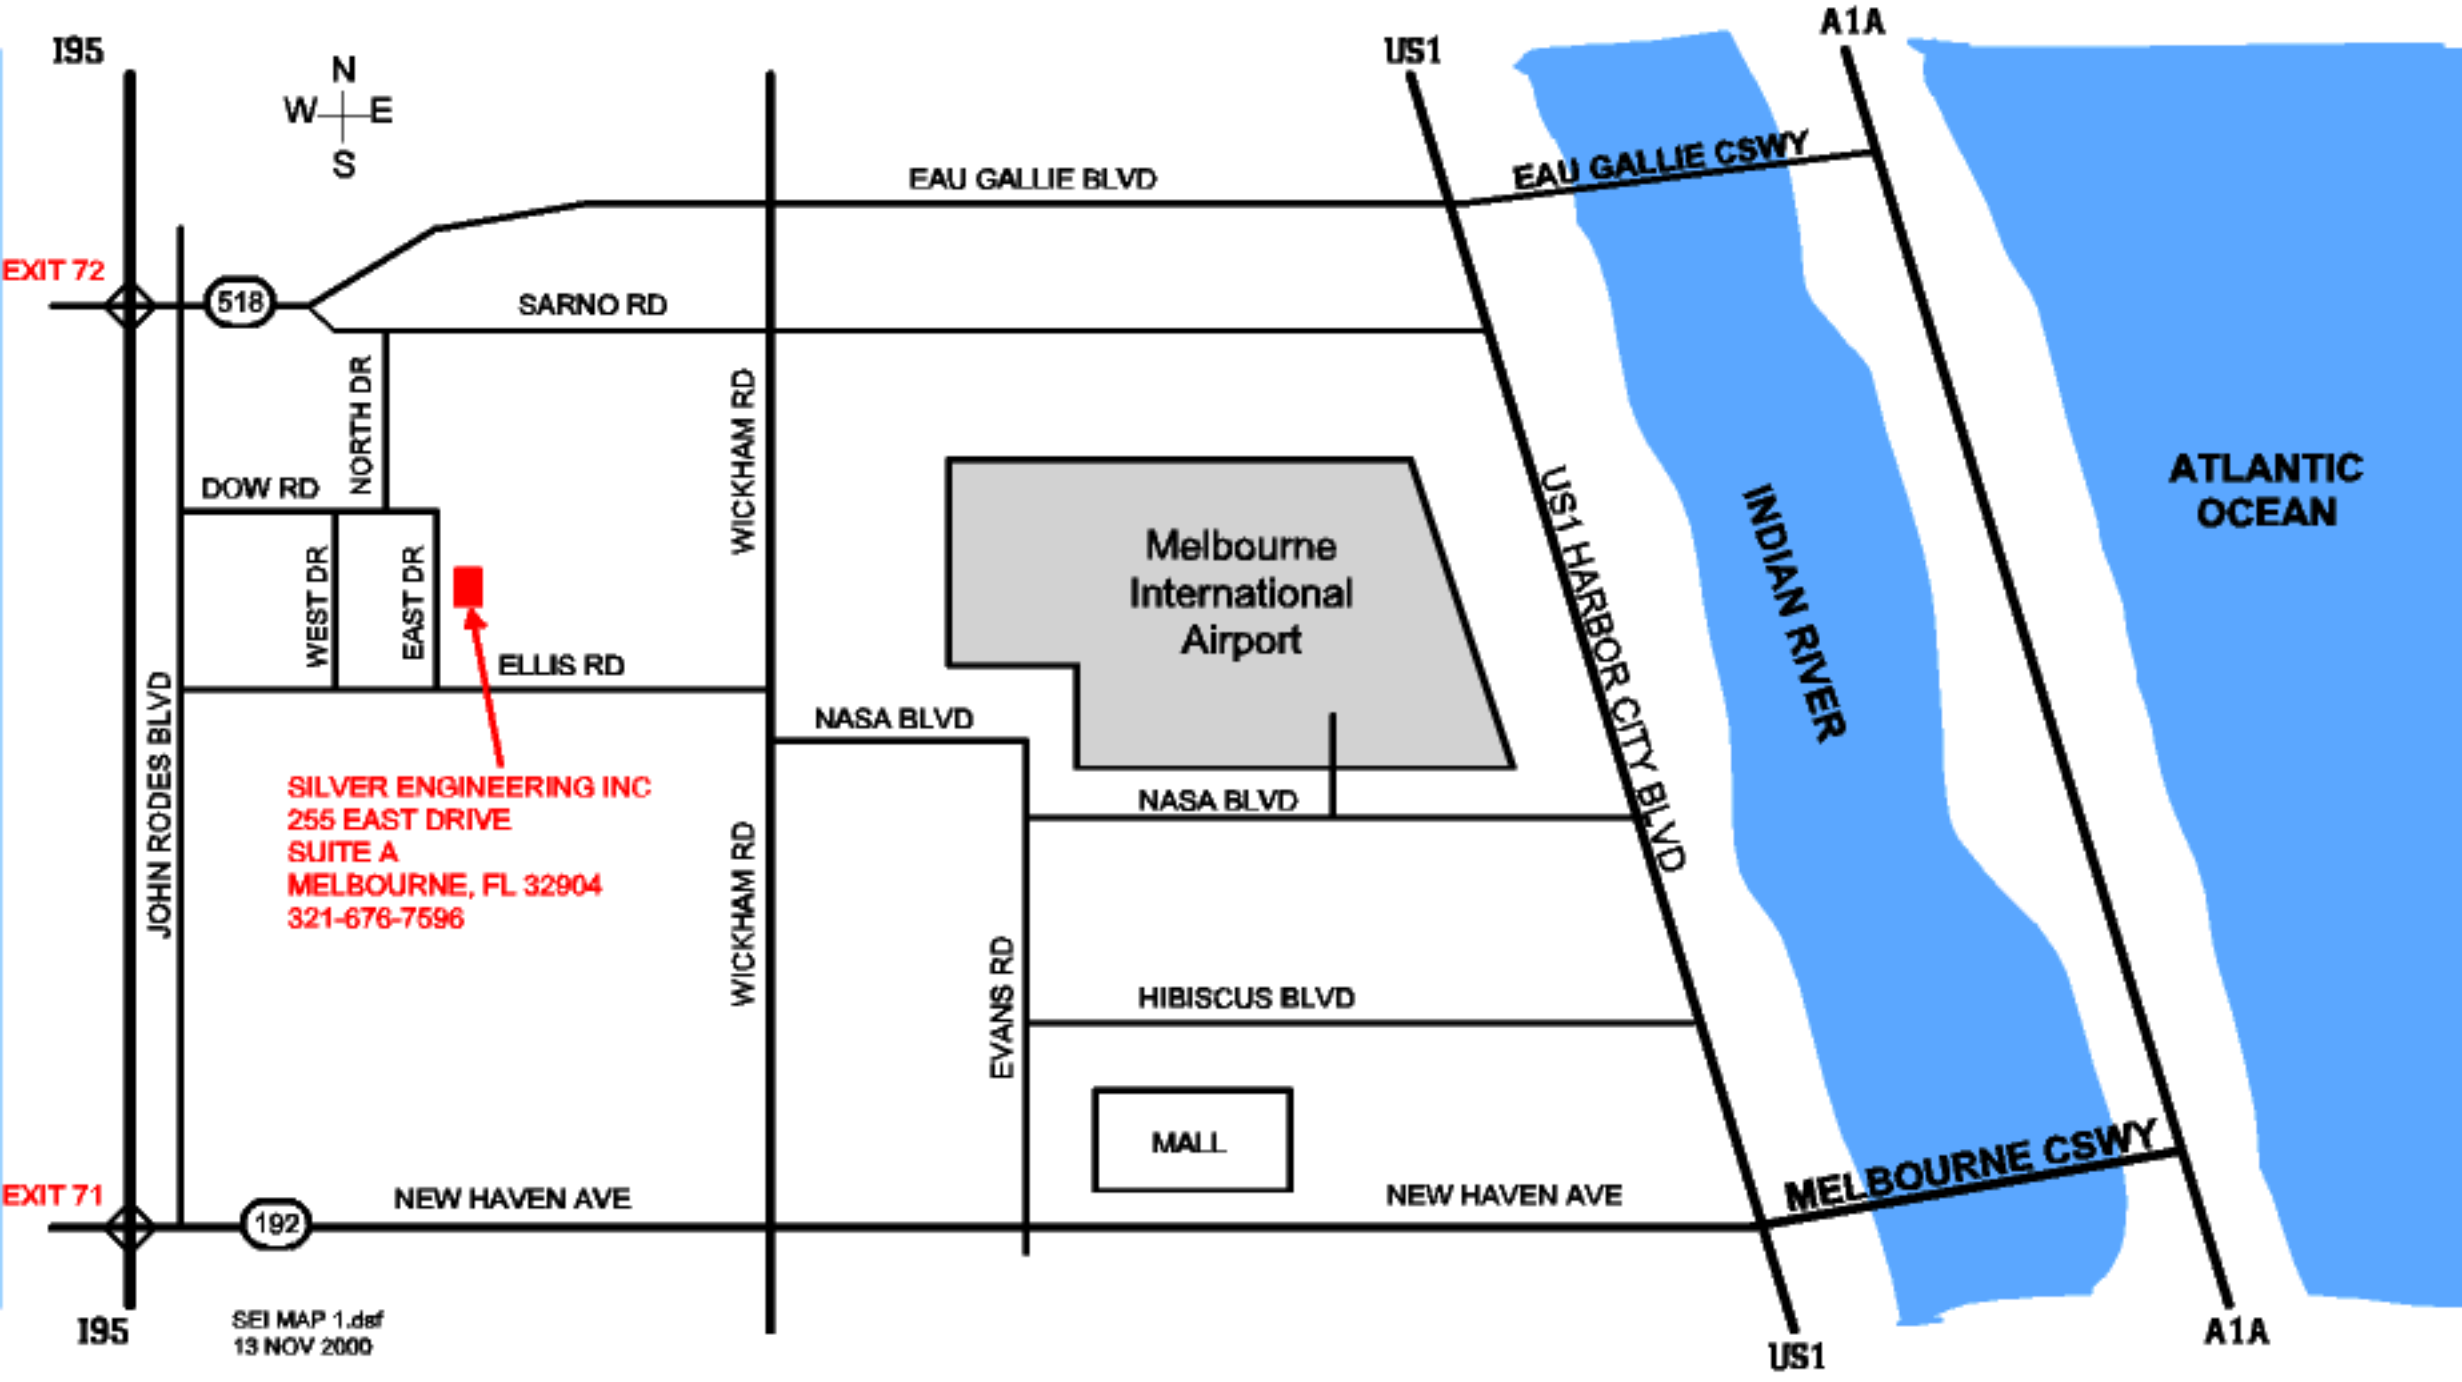 I95
N
W E
S
US1
A1A
EAU GALLIE CSWY
EAU GALLIE BLVD
EXIT 72
518
SARNO RD
NORTH DR
WICKHAM RD
DOW RD
WEST DR
EAST DR
ELLIS RD
Melbourne
International
Airport
US1 HARBOR CITY BLVD
INDIAN RIVER
ATLANTIC
OCEAN
JOHN RODES BLVD
NASA BLVD
NASA BLVD
SILVER ENGINEERING INC
255 EAST DRIVE
SUITE A
MELBOURNE, FL 32904
321-676-7596
WICKHAM RD
EVANS RD
HIBISCUS BLVD
MALL
MELBOURNE CSWY
EXIT 71
192
NEW HAVEN AVE
NEW HAVEN AVE
I95
SEI MAP 1.dsf
13 NOV 2000
US1
A1A